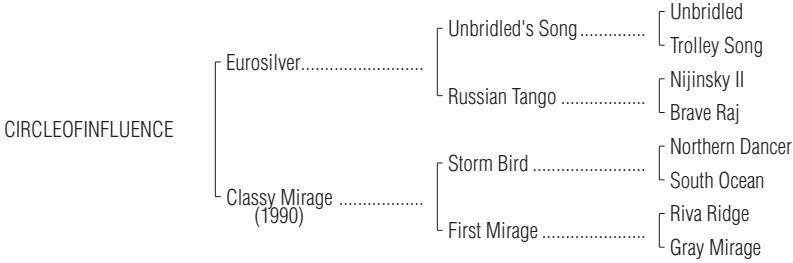 Unbridled
Unbridled's Song..............
Trolley Song
Eurosilver..........................
Nijinsky II
Russian Tango ..................
Brave Raj
CIRCLEOFINFLUENCE
Northern Dancer
Storm Bird ........................
South Ocean
Classy Mirage ..................
(1990)
Riva Ridge
First Mirage ......................
Gray Mirage